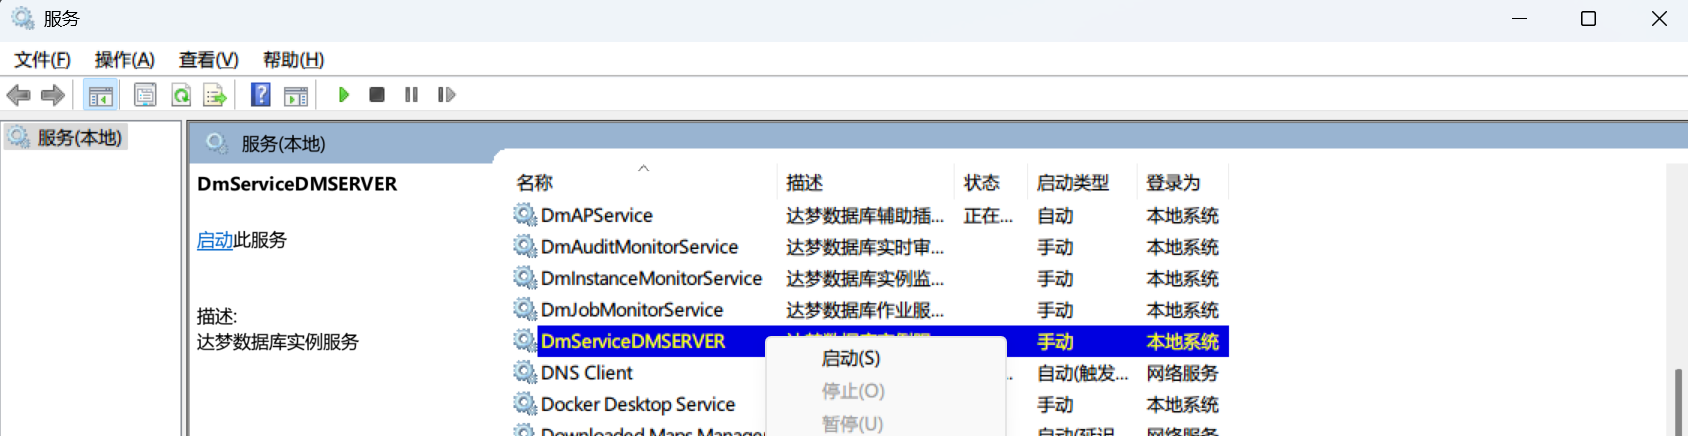 服务
文件(F) 操作(A) 查看(V) 帮助(H)
服务(本地)
服务(本地)
DmServiceDMSERVER
启动此服务
描述:
达梦数据库实例服务
名称 描述 状态 启动类型 登录为
DmAPService 达梦数据库辅助插... 正在... 自动 本地系统
DmAuditMonitorService 达梦数据库实时审... 手动 本地系统
DmInstanceMonitorService 达梦数据库实例监... 手动 本地系统
DmJobMonitorService 达梦数据库作业服... 手动 本地系统
DmServiceDMSERVER 手动 本地系统
DNS Client 自动(触发... 网络服务
Docker Desktop Service 手动 本地系统
Downloaded Maps Manager
启动(S)
停止(O)
暂停(U)